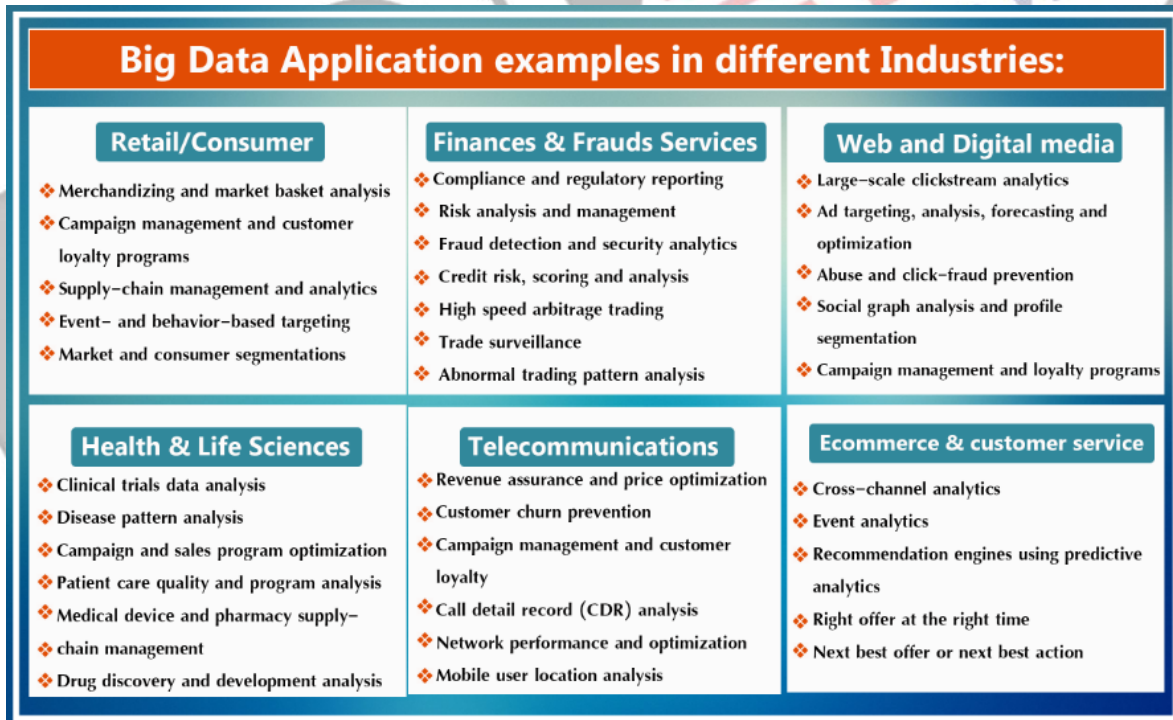 Big Data Application examples in different Industries:
Retail/Consumer
Merchandizing and market basket analysis
Campaign management and customer
loyalty programs
Supply-chain management and analytics
Event- and behavior-based targeting
Market and consumer segmentations
Finances & Frauds Services
Compliance and regulatory reporting
Risk analysis and management
Fraud detection and security analytics
Credit risk, scoring and analysis
High speed arbitrage trading
Trade surveillance
Abnormal trading pattern analysis
Web and Digital media
Large-scale clickstream analytics
Ad targeting, analysis, forecasting and
optimization
Abuse and click-fraud prevention
Social graph analysis and profile
segmentation
Campaign management and loyalty programs
Health & Life Sciences
Clinical trials data analysis
Disease pattern analysis
Campaign and sales program optimization
Patient care quality and program analysis
Medical device and pharmacy supply-
chain management
Drug discovery and development analysis
Telecommunications
Revenue assurance and price optimization
Customer churn prevention
Campaign management and customer
loyalty
Call detail record (CDR) analysis
Network performance and optimization
Mobile user location analysis
Ecommerce & customer service
Cross-channel analytics
Event analytics
Recommendation engines using predictive
analytics
Right offer at the right time
Next best offer or next best action